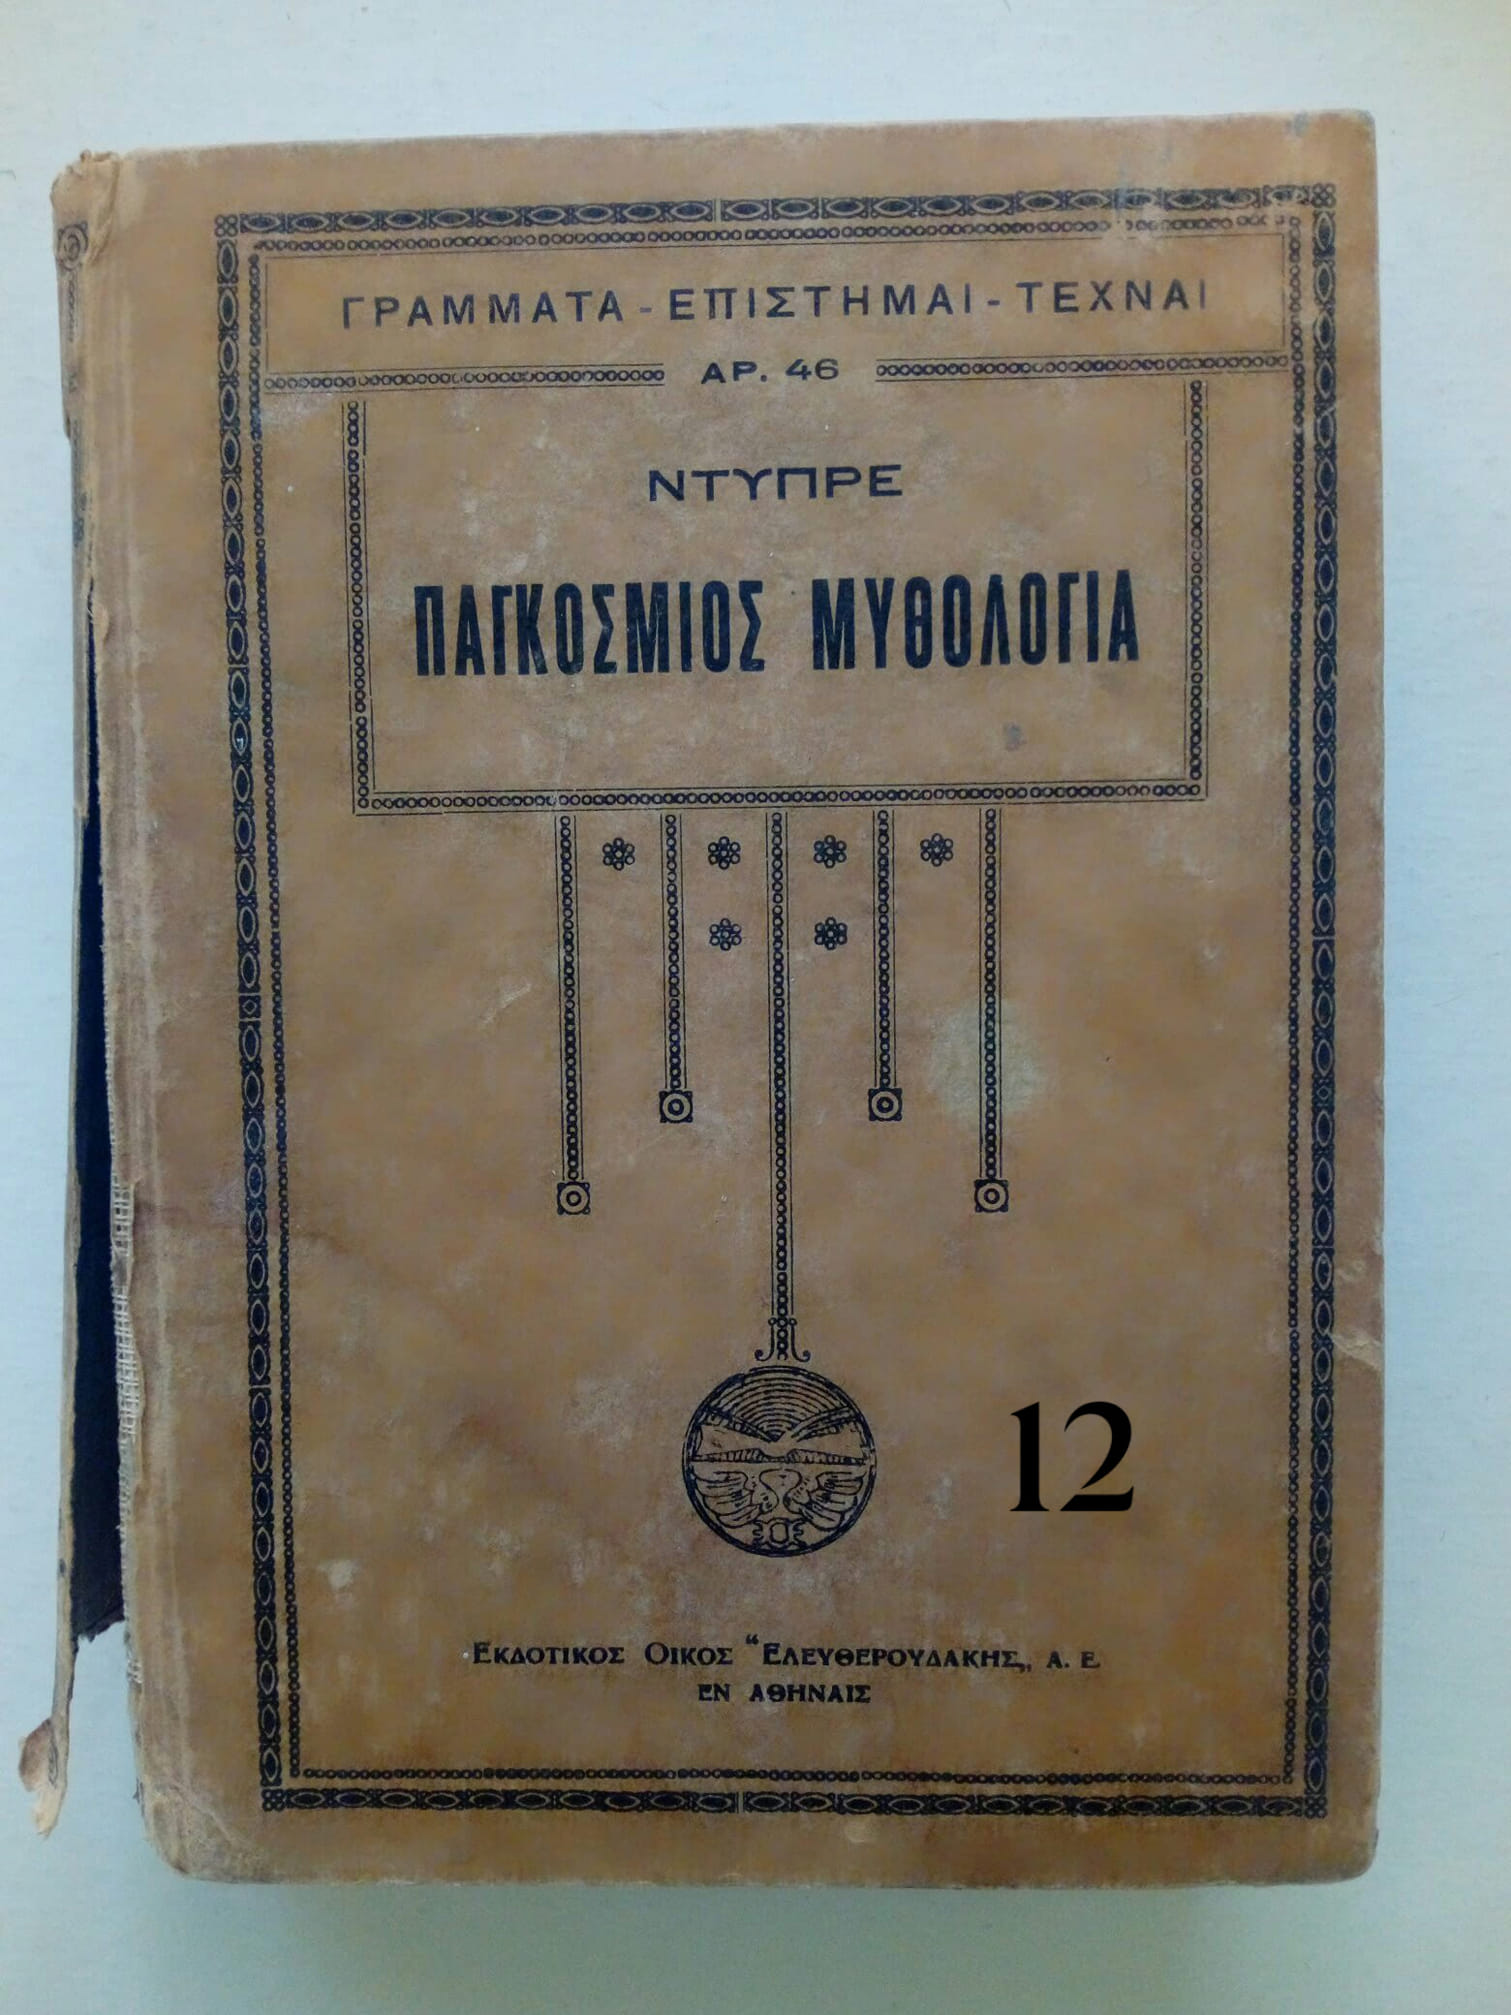 ΓΡΑΜΜΑΤΑ - ΕΠΙΣΤΗΜΑΙ - ΤΕΧΝΑΙ
ΑΡ. 46
ΝΤΥΠΡΕ
ΠΑΓΚΟΣΜΙΟΣ ΜΥΘΟΛΟΓΙΑ
12
ΕΚΔΟΤΙΚΟΣ ΟΙΚΟΣ “ΕΛΕΥΘΕΡΟΥΔΑΚΗΣ„ Α. Ε
ΕΝ ΑΘΗΝΑΙΣ